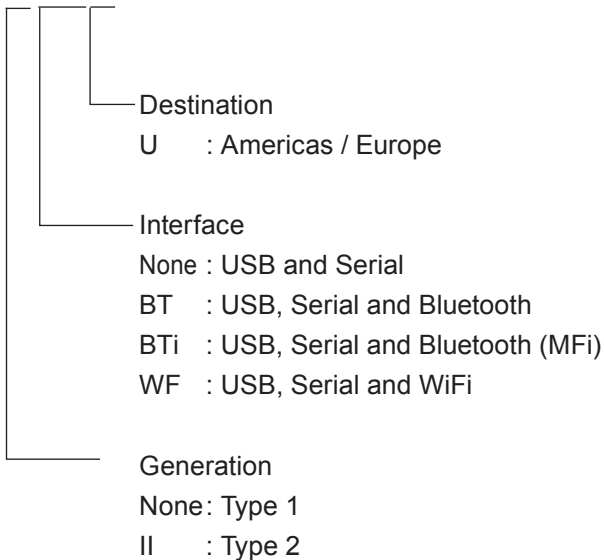 Destination
U : Americas / Europe
Interface
None : USB and Serial
BT : USB, Serial and Bluetooth
BTi : USB, Serial and Bluetooth (MFi)
WF : USB, Serial and WiFi
Generation
None: Type 1
II : Type 2